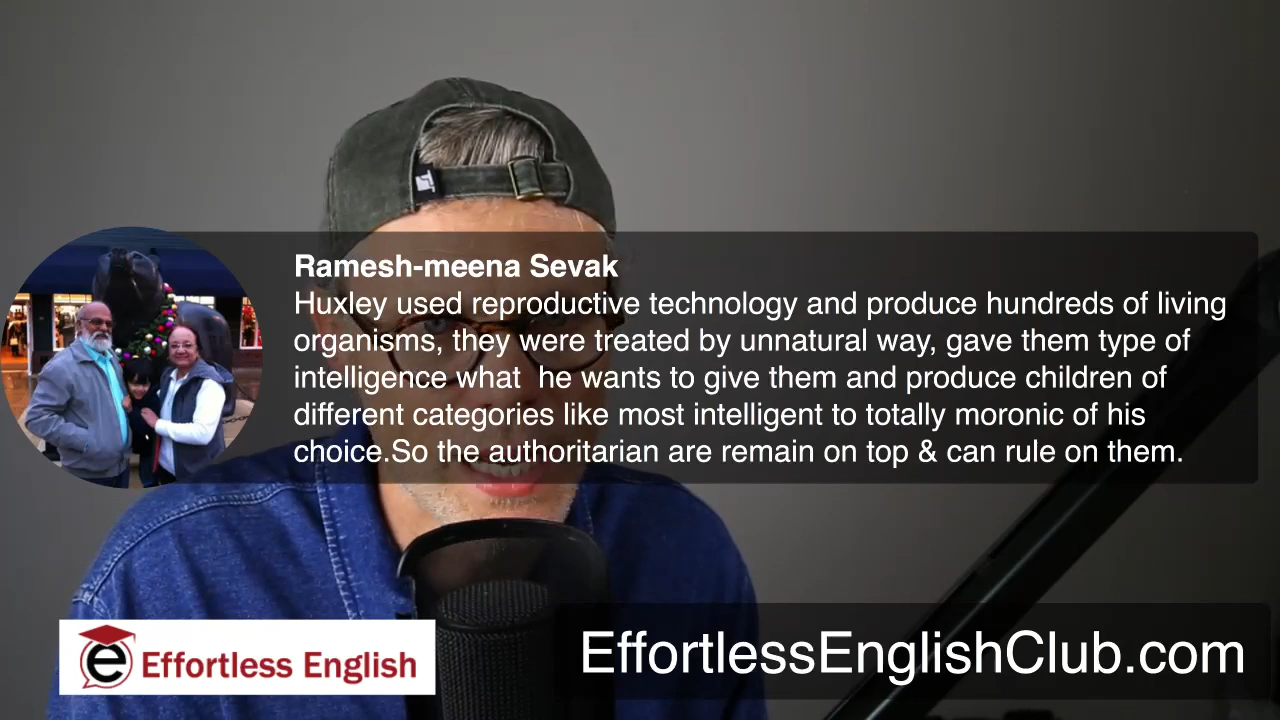 Ramesh-meena Sevak
Huxley used reproductive technology and produce hundreds of living
organisms, they were treated by unnatural way, gave them type of
intelligence what  he wants to give them and produce children of
different categories like most intelligent to totally moronic of his
choice.So the authoritarian are remain on top & can rule on them.
e Effortless English
EffortlessEnglishClub.com